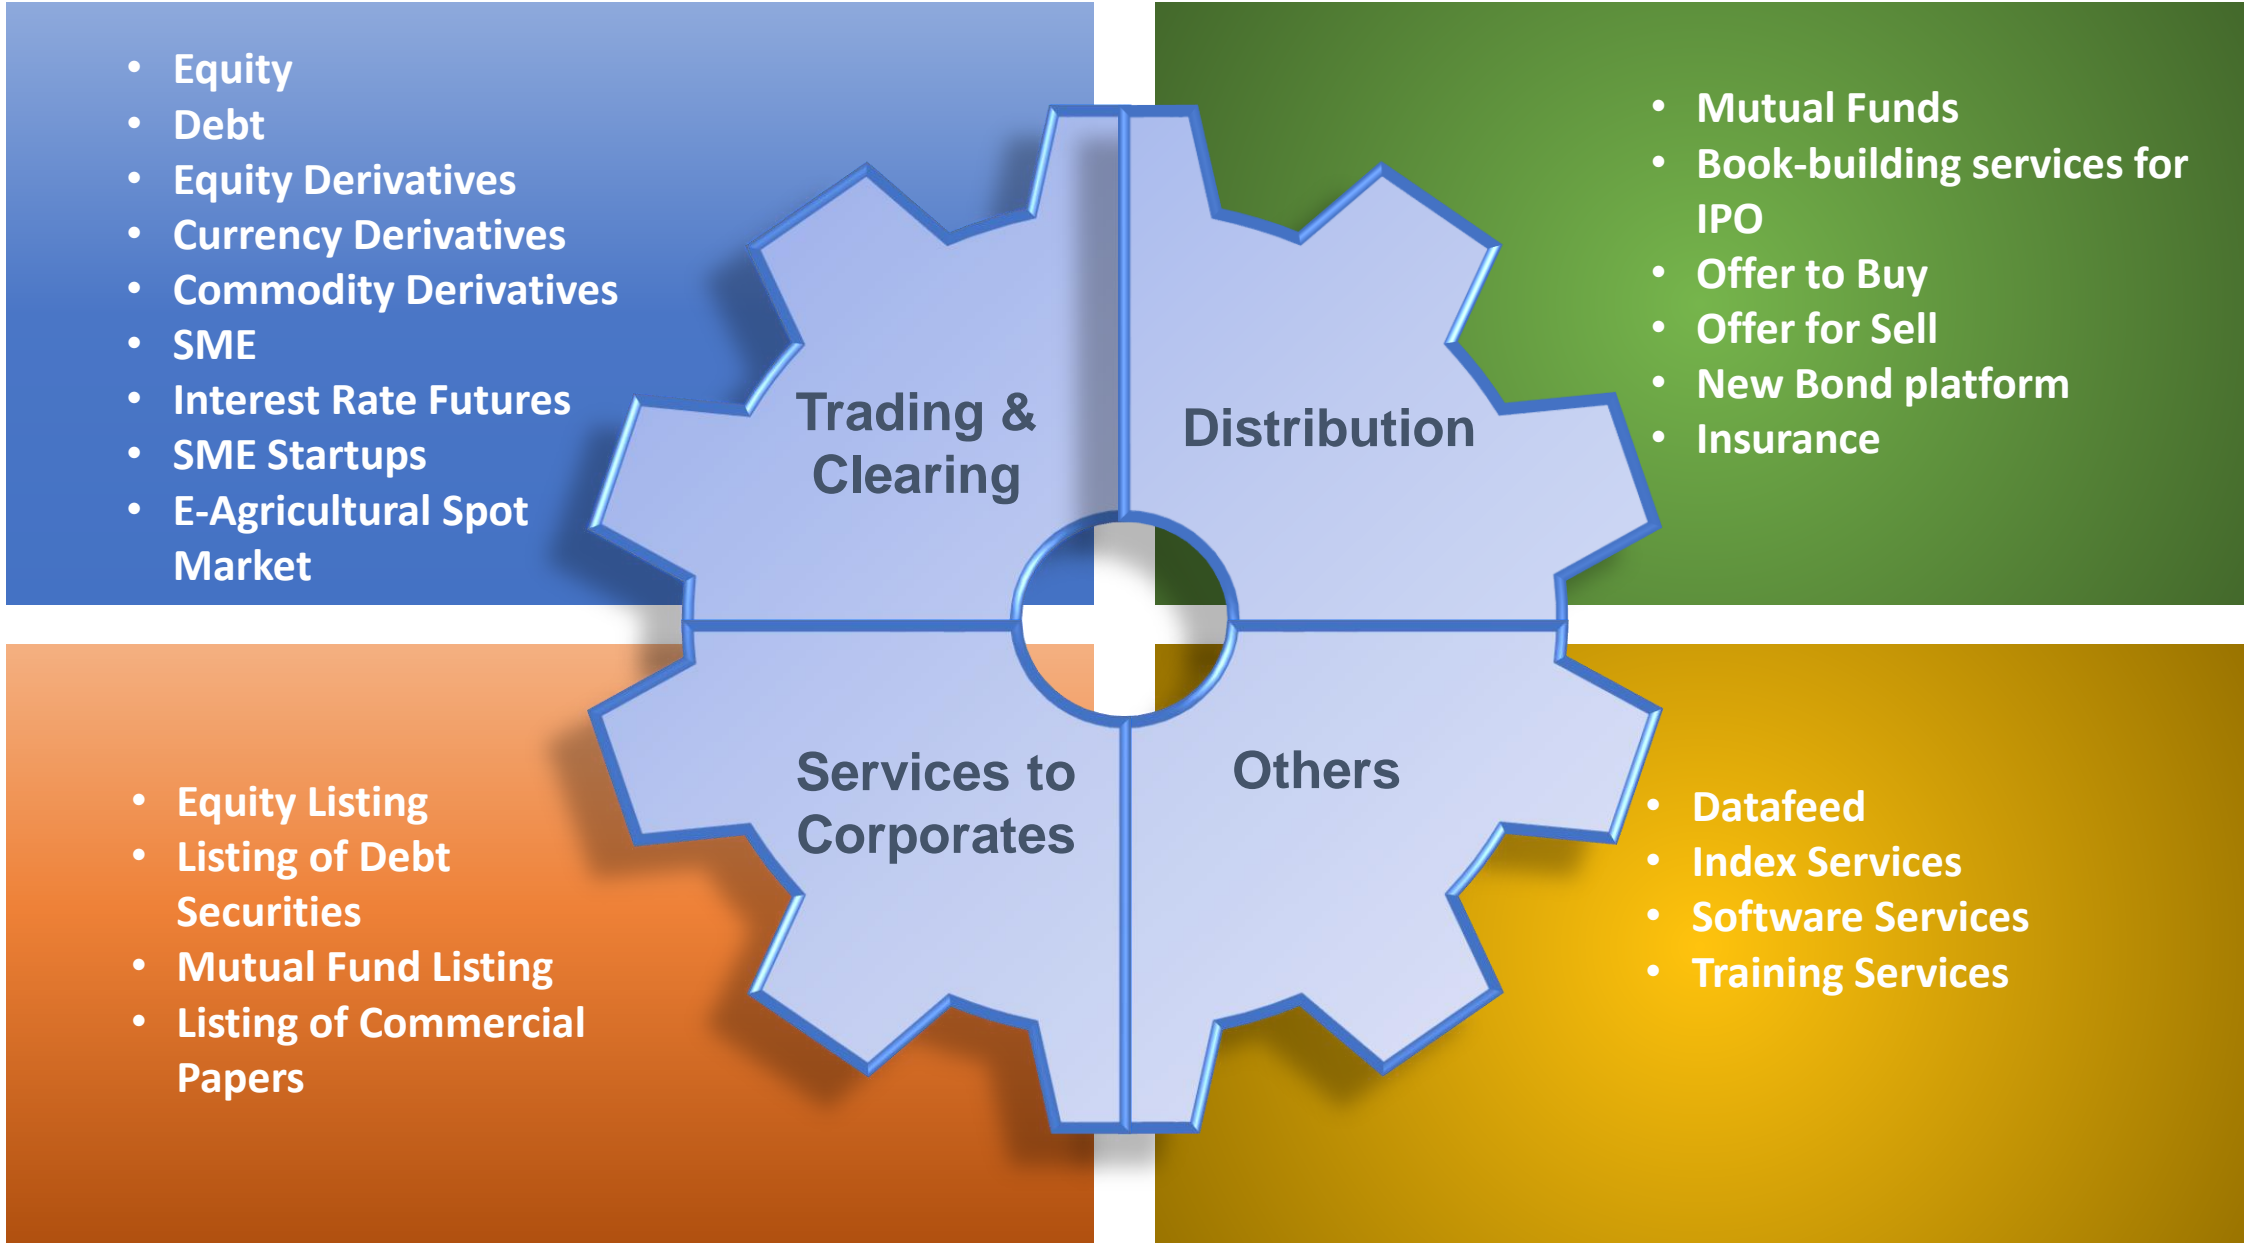 • Equity
• Debt
• Equity Derivatives
• Currency Derivatives
• Commodity Derivatives
• SME
• Interest Rate Futures
• SME Startups
• E-Agricultural Spot
Market
Trading &
Clearing
Distribution
• Mutual Funds
• Book-building services for
IPO
• Offer to Buy
• Offer for Sell
• New Bond platform
• Insurance
• Equity Listing
• Listing of Debt
Securities
• Mutual Fund Listing
• Listing of Commercial
Papers
Services to
Corporates
Others
• Datafeed
• Index Services
• Software Services
• Training Services